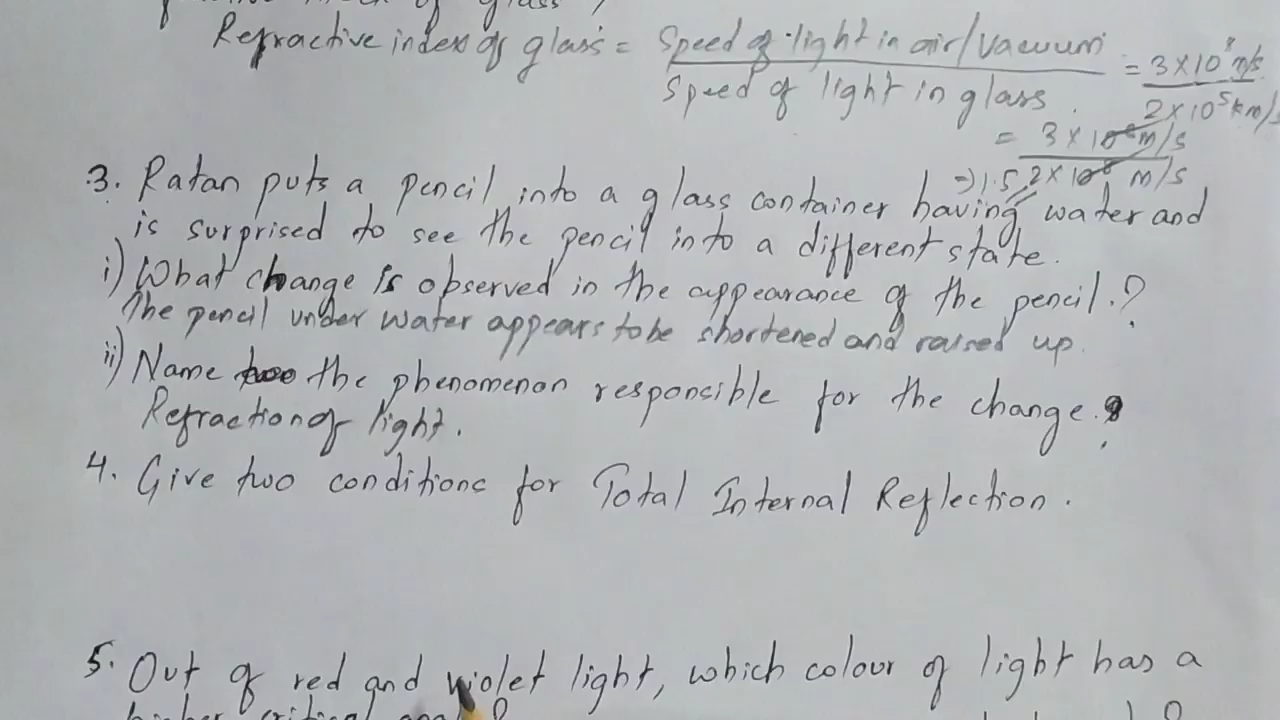 of glass
Refractive index of glass = Speed of light in air/Vacuum = 3×10⁸ m/s
Speed of light in glass. 2×10⁵ km/s
= 3×10⁸ m/s
⇒ 1.5 2×10⁸ m/s
3. Ratan puts a pencil into a glass container having water and
is surprised to see the pencil into a different state.
i) What change is observed in the appearance of the pencil.?
The pencil under water appears to be shortened and raised up.
ii) Name the phenomenon responsible for the change.?
Refraction of light.
4. Give two conditions for Total Internal Reflection.
5. Out of red and violet light, which colour of light has a
higher critical angle?